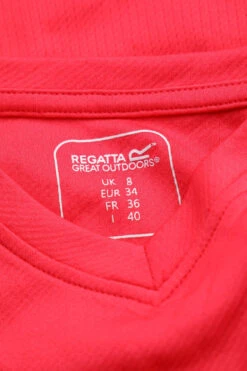 REGATTA
GREAT OUTDOORS®
UK 8
EUR 34
FR 36
I 40